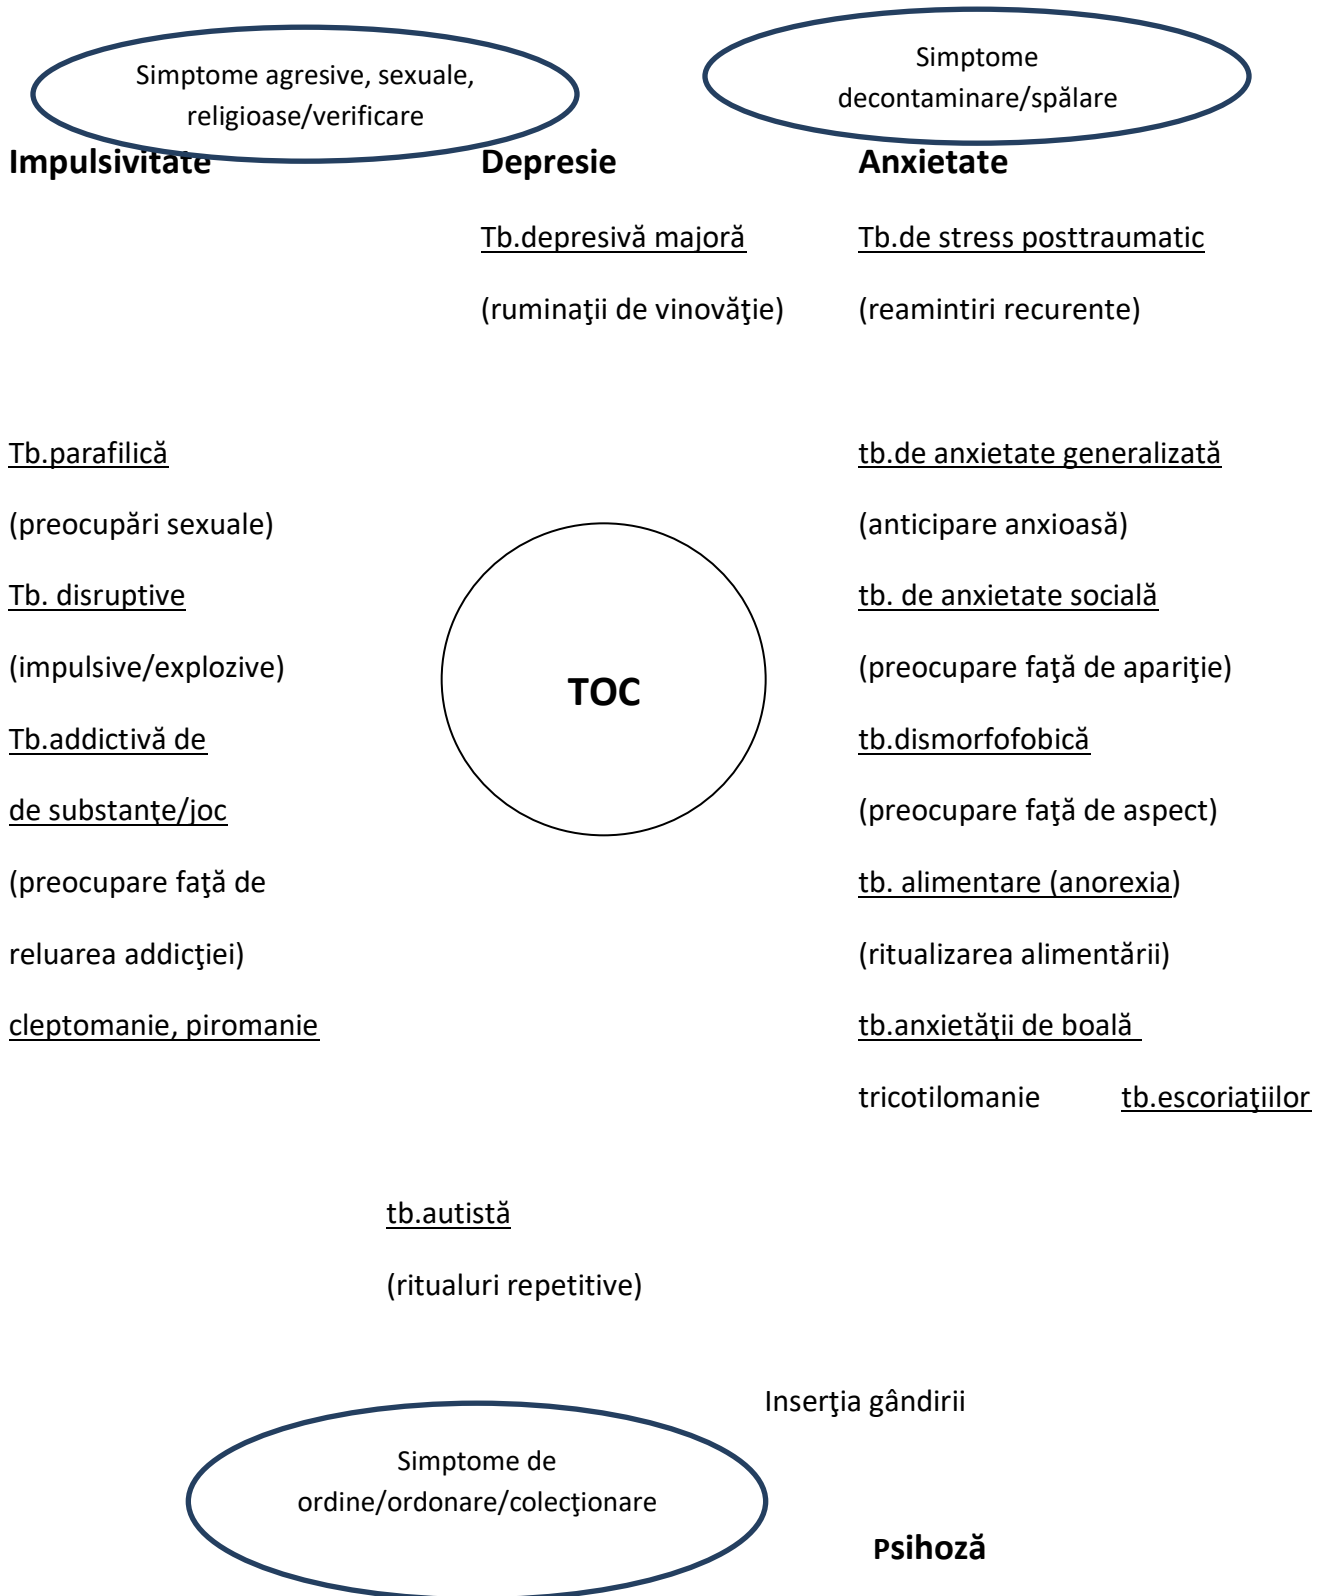 Simptome agresive, sexuale,
religioase/verificare
Simptome
decontaminare/spălare
Impulsivitate
Depresie
Anxietate
Tb.depresivă majoră
Tb.de stress posttraumatic
(ruminaţii de vinovăţie)
(reamintiri recurente)
Tb.parafilică
(preocupări sexuale)
Tb. disruptive
(impulsive/explozive)
Tb.addictivă de
de substanţe/joc
(preocupare faţă de
reluarea addicţiei)
cleptomanie, piromanie
TOC
tb.de anxietate generalizată
(anticipare anxioasă)
tb. de anxietate socială
(preocupare faţă de apariţie)
tb.dismorfofobică
(preocupare faţă de aspect)
tb. alimentare (anorexia)
(ritualizarea alimentării)
tb.anxietăţii de boală
tricotilomanie tb.escoriaţiilor
tb.autistă
(ritualuri repetitive)
Inserţia gândirii
Simptome de
ordine/ordonare/colecţionare
Psihoză